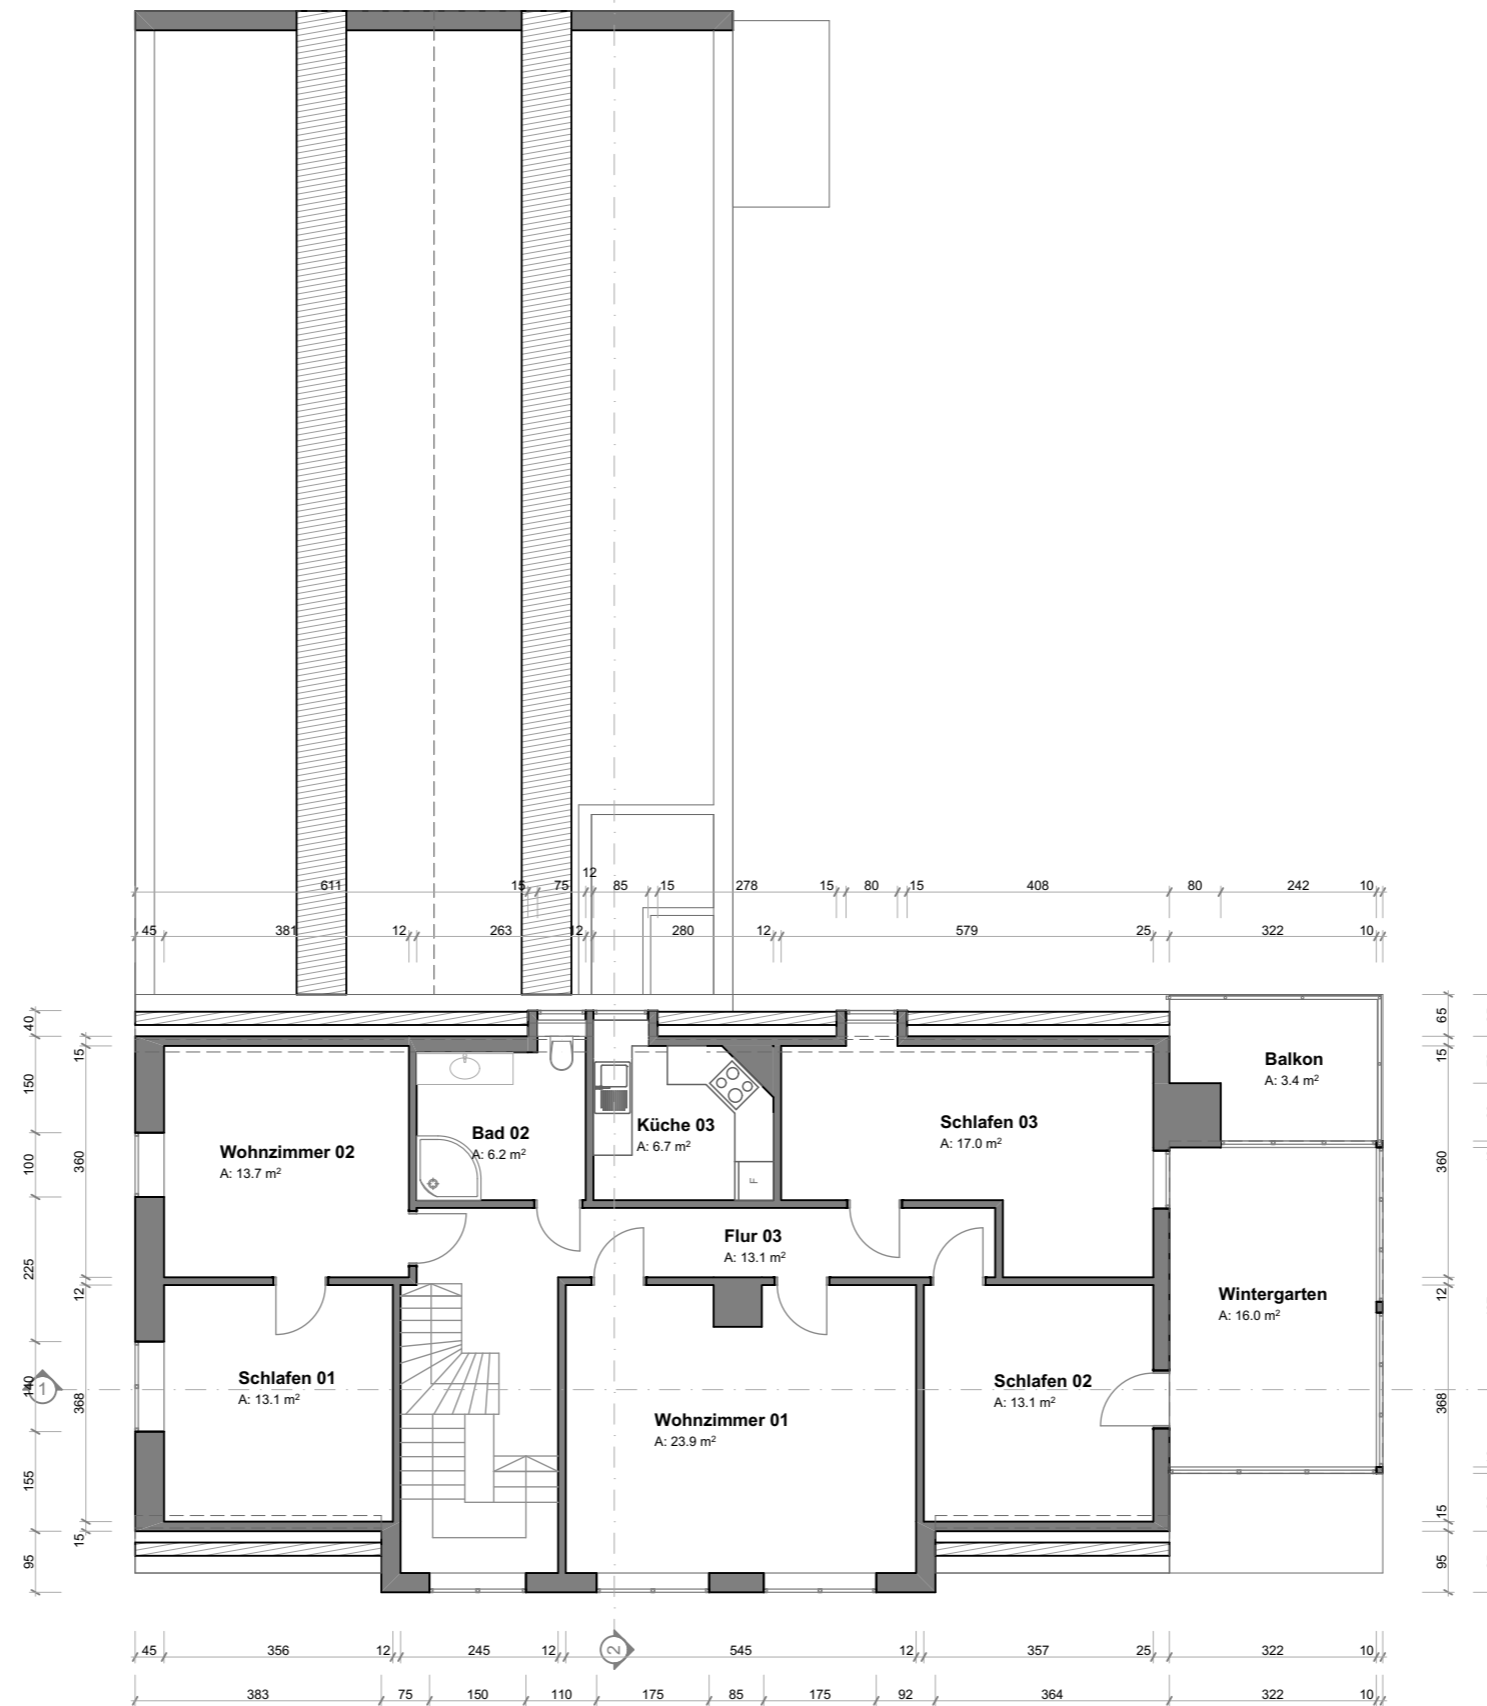 12
611 15 75 85 15 278 15 80 15 408 80 242 10
45 381 12 263 12 280 12 579 25 322 10
40
15
150
100
360
225
12
140
368
155
15
95
65
15
360
12
368
15
95
Balkon
A: 3.4 m²
Schlafen 03
A: 17.0 m²
Küche 03
A: 6.7 m²
Bad 02
A: 6.2 m²
Wohnzimmer 02
A: 13.7 m²
F
Flur 03
A: 13.1 m²
Wintergarten
A: 16.0 m²
Schlafen 01
A: 13.1 m²
Schlafen 02
A: 13.1 m²
Wohnzimmer 01
A: 23.9 m²
1
2
45 356 12 245 12 545 12 357 25 322 10
383 75 150 110 175 85 175 92 364 322 10